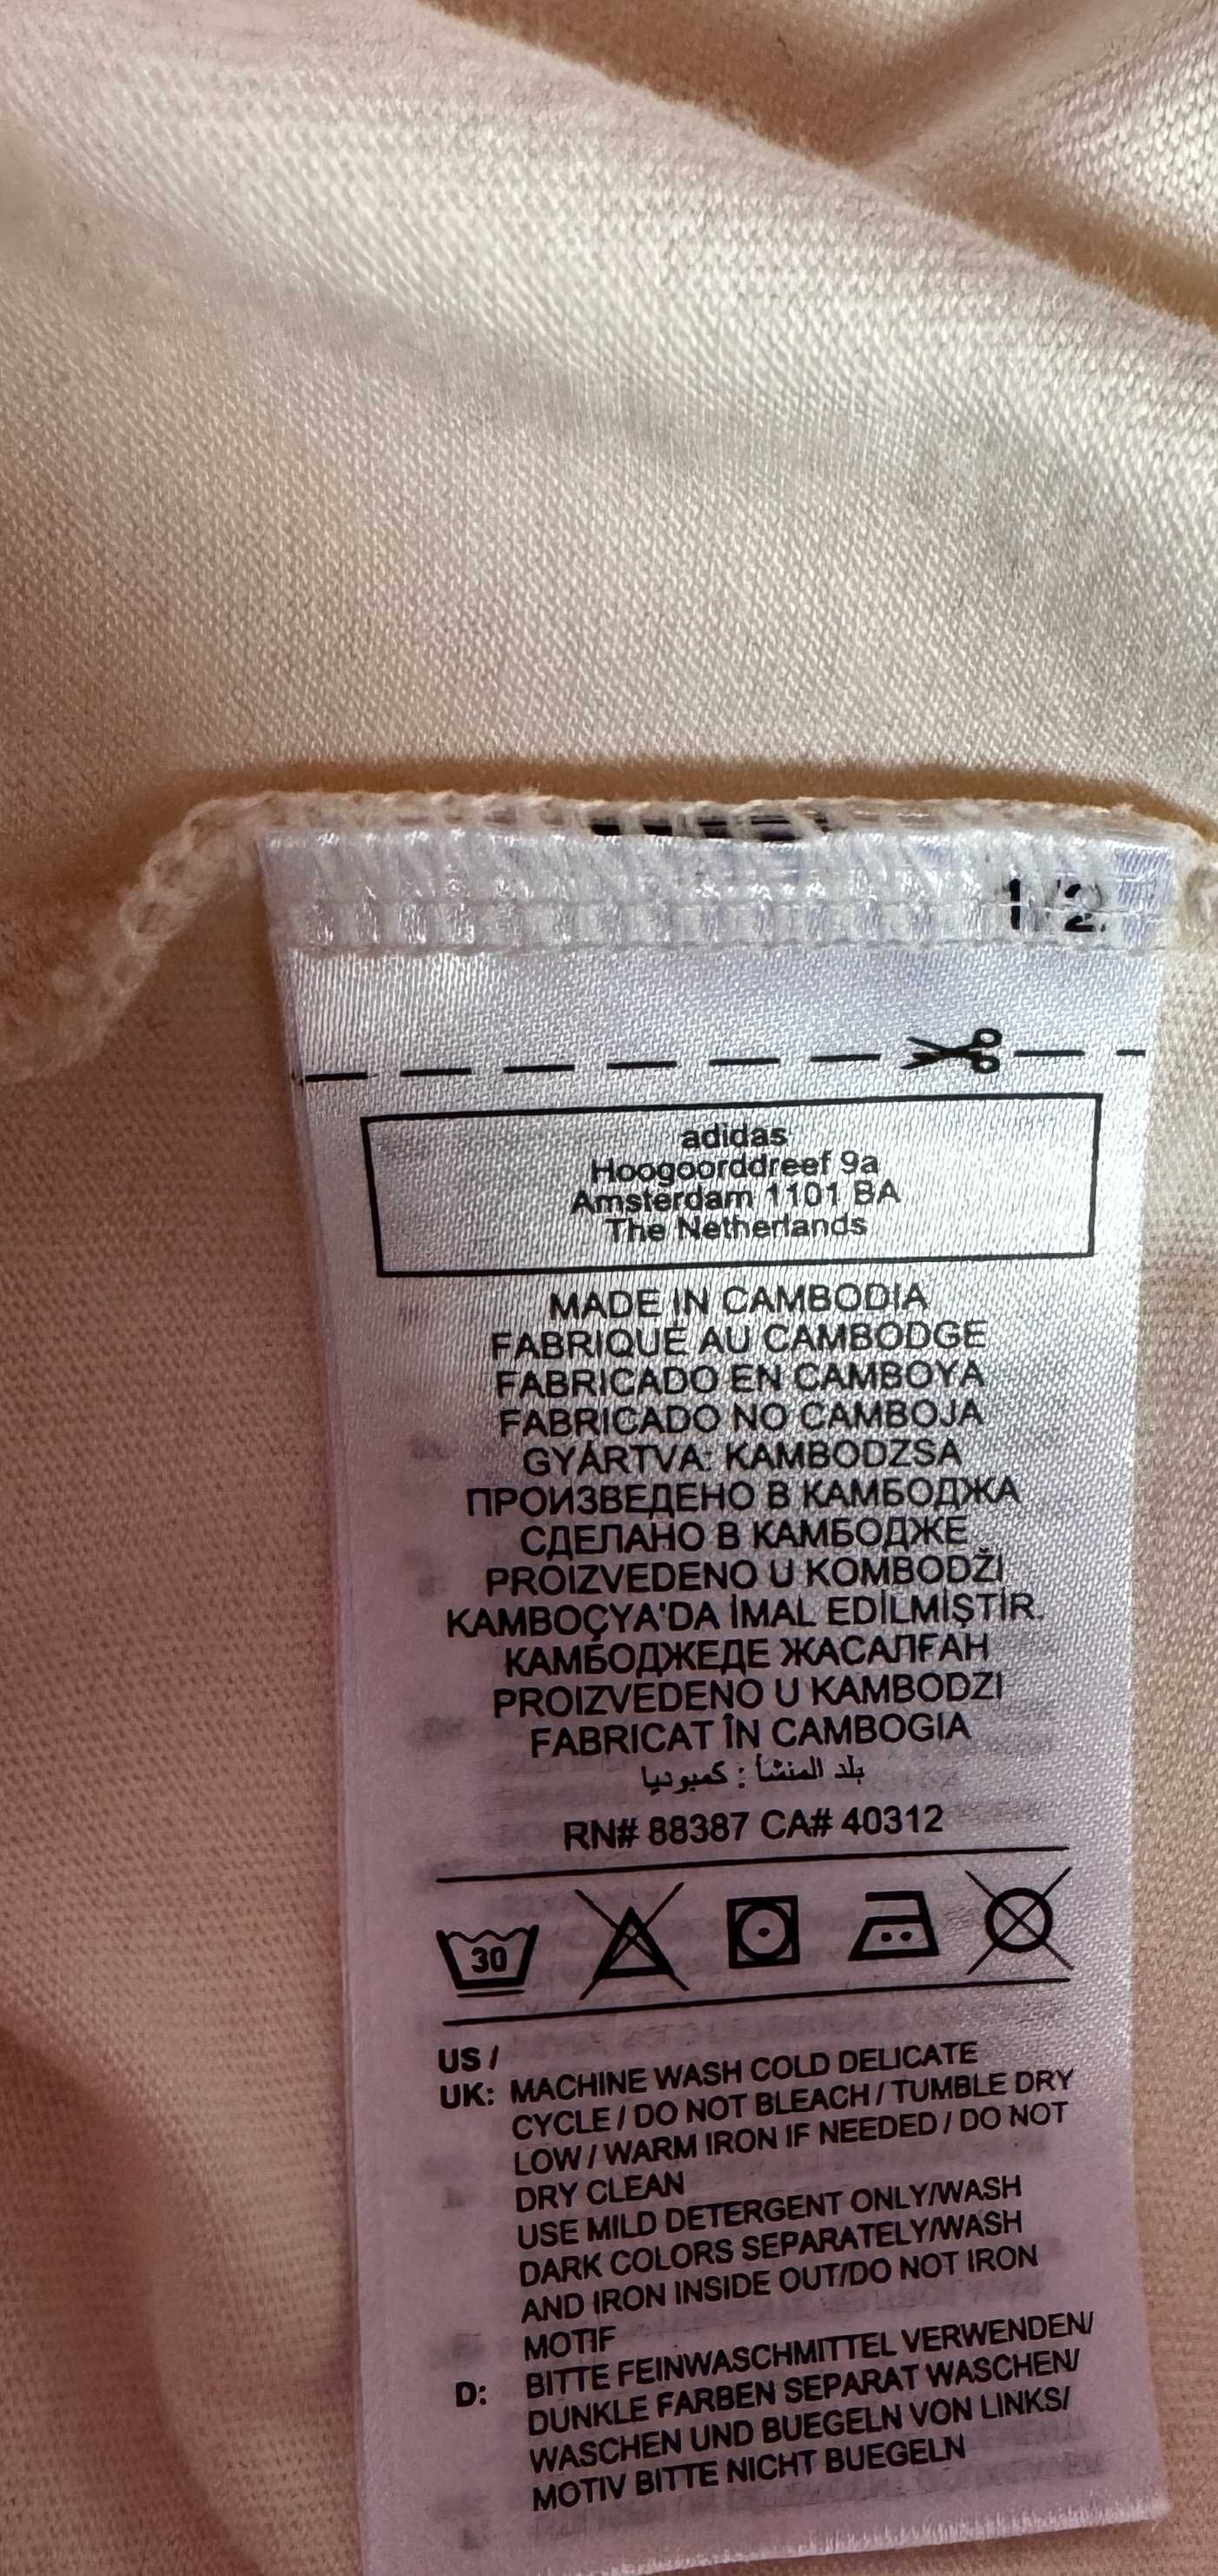 1/2
adidas
Hoogoorddreef 9a
Amsterdam 1101 BA
The Netherlands
MADE IN CAMBODIA
FABRIQUÉ AU CAMBODGE
FABRICADO EN CAMBOYA
FABRICADO NO CAMBOJA
GYÁRTVA: KAMBODZSA
ПРОИЗВЕДЕНО В КАМБОДЖА
СДЕЛАНО В КАМБОДЖЕ
PROIZVEDENO U KOMBODŽI
KAMBOÇYA'DA İMAL EDİLMİŞTİR.
КАМБОДЖЕДЕ ЖАСАЛҒАН
PROIZVEDENO U KAMBODZI
FABRICAT ÎN CAMBOGIA
بلد المنشأ : كمبوديا
RN# 88387 CA# 40312
30
US /
UK: MACHINE WASH COLD DELICATE
CYCLE / DO NOT BLEACH / TUMBLE DRY
LOW / WARM IRON IF NEEDED / DO NOT
DRY CLEAN
USE MILD DETERGENT ONLY/WASH
DARK COLORS SEPARATELY/WASH
AND IRON INSIDE OUT/DO NOT IRON
MOTIF
D: BITTE FEINWASCHMITTEL VERWENDEN/
DUNKLE FARBEN SEPARAT WASCHEN/
WASCHEN UND BUEGELN VON LINKS/
MOTIV BITTE NICHT BUEGELN